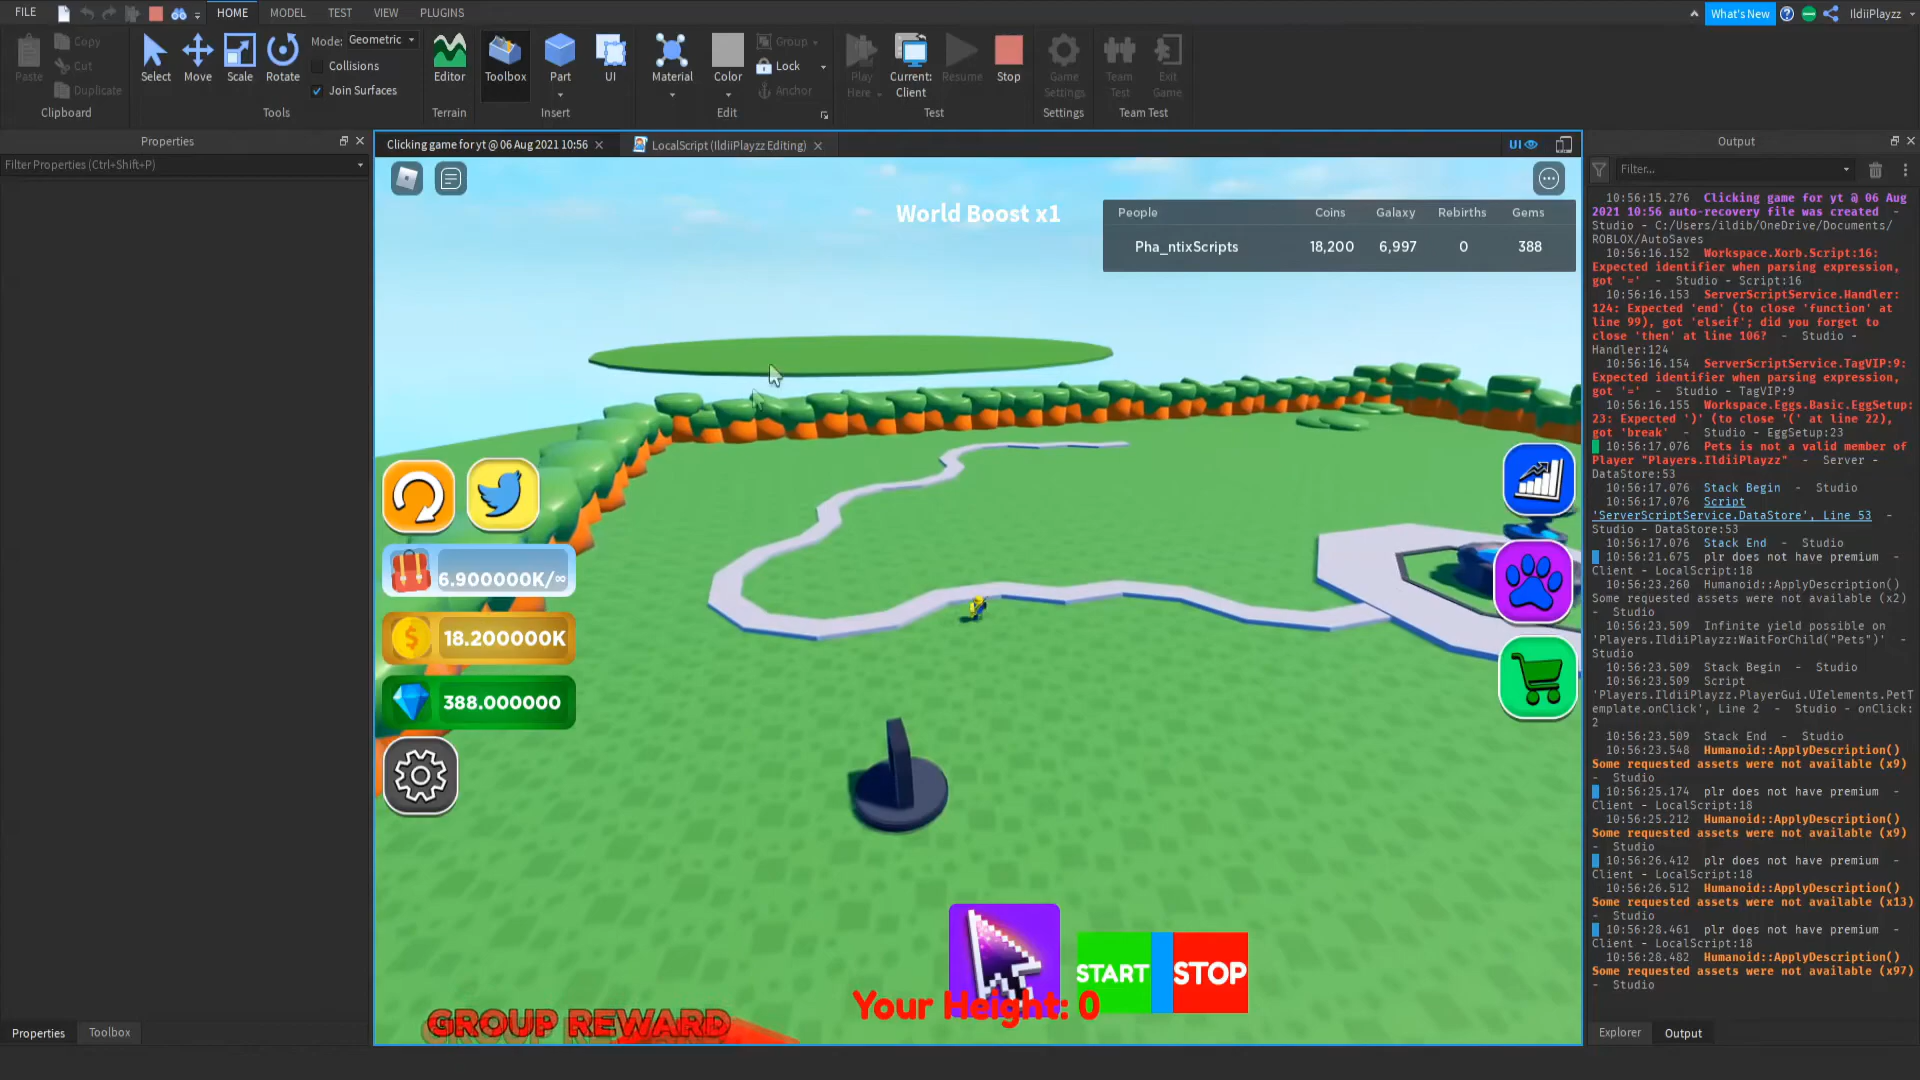 FILE
HOME
MODEL
TEST
VIEW
PLUGINS
What's New
IldiiPlayzz
Paste
Copy
Cut
Duplicate
Clipboard
Select
Move
Scale
Rotate
Mode: Geometric
Collisions
Join Surfaces
Tools
Editor
Terrain
Toolbox
Part
UI
Insert
Material
Color
Group
Lock
Anchor
Edit
Play
Here
Current:
Client
Resume
Stop
Test
Game
Settings
Settings
Team
Test
Exit
Game
Team Test
Properties
Filter Properties (Ctrl+Shift+P)
Clicking game for yt @ 06 Aug 2021 10:56
LocalScript (IldiiPlayzz Editing)
UI
World Boost x1
People Coins Galaxy Rebirths Gems
Pha_ntixScripts 18,200 6,997 0 388
6.900000K/∞
18.200000K
388.000000
START
STOP
Your Height: 0
GROUP REWARD
Properties
Toolbox
Output
Filter...
10:56:15.276 Clicking game for yt @ 06 Aug
2021 10:56 auto-recovery file was created -
Studio - C:/Users/ildib/OneDrive/Documents/
ROBLOX/AutoSaves
10:56:16.152 Workspace.Xorb.Script:16:
Expected identifier when parsing expression,
got '=' - Studio - Script:16
10:56:16.153 ServerScriptService.Handler:
124: Expected 'end' (to close 'function' at
line 99), got 'elseif'; did you forget to
close 'then' at line 106? - Studio -
Handler:124
10:56:16.154 ServerScriptService.TagVIP:9:
Expected identifier when parsing expression,
got '=' - Studio - TagVIP:9
10:56:16.155 Workspace.Eggs.Basic.EggSetup:
23: Expected ')' (to close '(' at line 22),
got 'break' - Studio - EggSetup:23
10:56:17.076 Pets is not a valid member of
Player "Players.IldiiPlayzz" - Server -
DataStore:53
10:56:17.076 Stack Begin - Studio
10:56:17.076 Script
'ServerScriptService.DataStore', Line 53 -
Studio - DataStore:53
10:56:17.076 Stack End - Studio
10:56:21.675 plr does not have premium -
Client - LocalScript:18
10:56:23.260 Humanoid::ApplyDescription()
Some requested assets were not available (x2)
- Studio
10:56:23.509 Infinite yield possible on
'Players.IldiiPlayzz:WaitForChild("Pets")' -
Studio
10:56:23.509 Stack Begin - Studio
10:56:23.509 Script
'Players.IldiiPlayzz.PlayerGui.UIelements.PetT
emplate.onClick', Line 2 - Studio - onClick:
2
10:56:23.509 Stack End - Studio
10:56:23.548 Humanoid::ApplyDescription()
Some requested assets were not available (x9)
- Studio
10:56:25.174 plr does not have premium -
Client - LocalScript:18
10:56:25.212 Humanoid::ApplyDescription()
Some requested assets were not available (x9)
- Studio
10:56:26.412 plr does not have premium -
Client - LocalScript:18
10:56:26.512 Humanoid::ApplyDescription()
Some requested assets were not available (x13)
- Studio
10:56:28.461 plr does not have premium -
Client - LocalScript:18
10:56:28.482 Humanoid::ApplyDescription()
Some requested assets were not available (x97)
- Studio
Explorer
Output